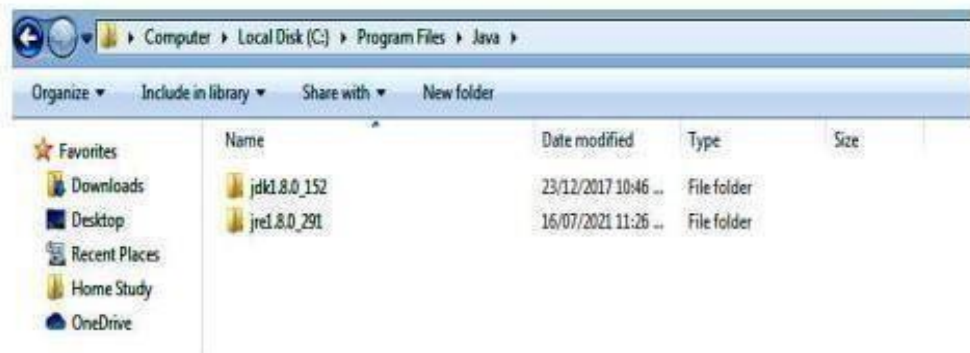 Computer Local Disk (C:) Program Files Java
Organize Include in library Share with New folder
Favorites
Downloads
Desktop
Recent Places
Home Study
OneDrive
Name Date modified Type Size
jdk1.8.0_152 23/12/2017 10:46 ... File folder
jre1.8.0_291 16/07/2021 11:26 ... File folder